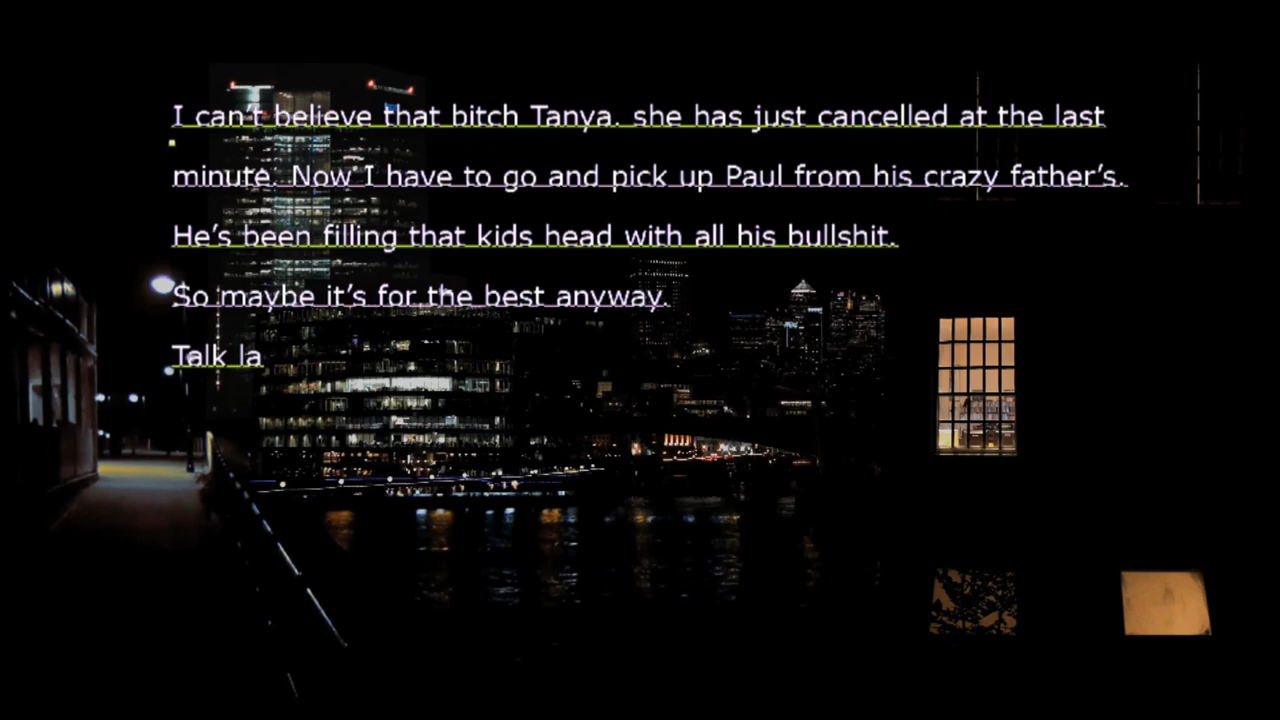 I can't believe that bitch Tanya. she has just cancelled at the last
minute. Now I have to go and pick up Paul from his crazy father's.
He's been filling that kids head with all his bullshit.
So maybe it's for the best anyway.
Talk la